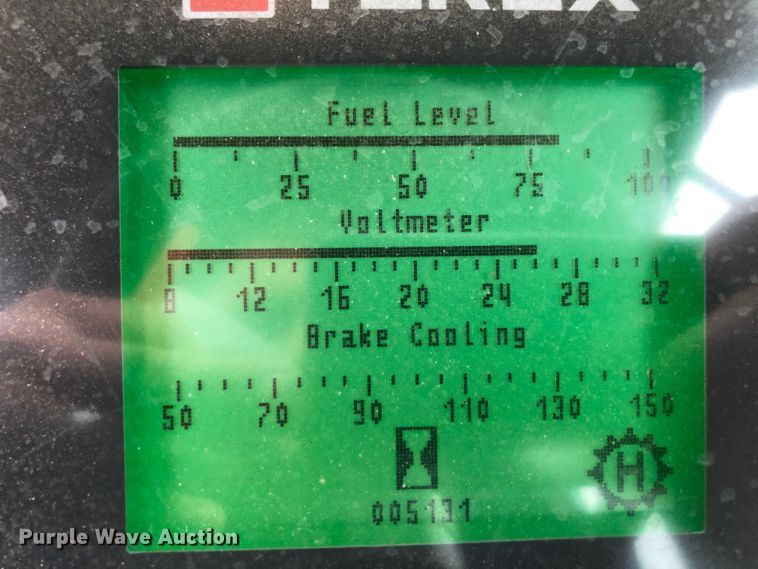 TEREX
Fuel Level
0 25 50 75 100
Voltmeter
8 12 16 20 24 28 32
Brake Cooling
50 70 90 110 130 150
H
005131
Purple Wave Auction